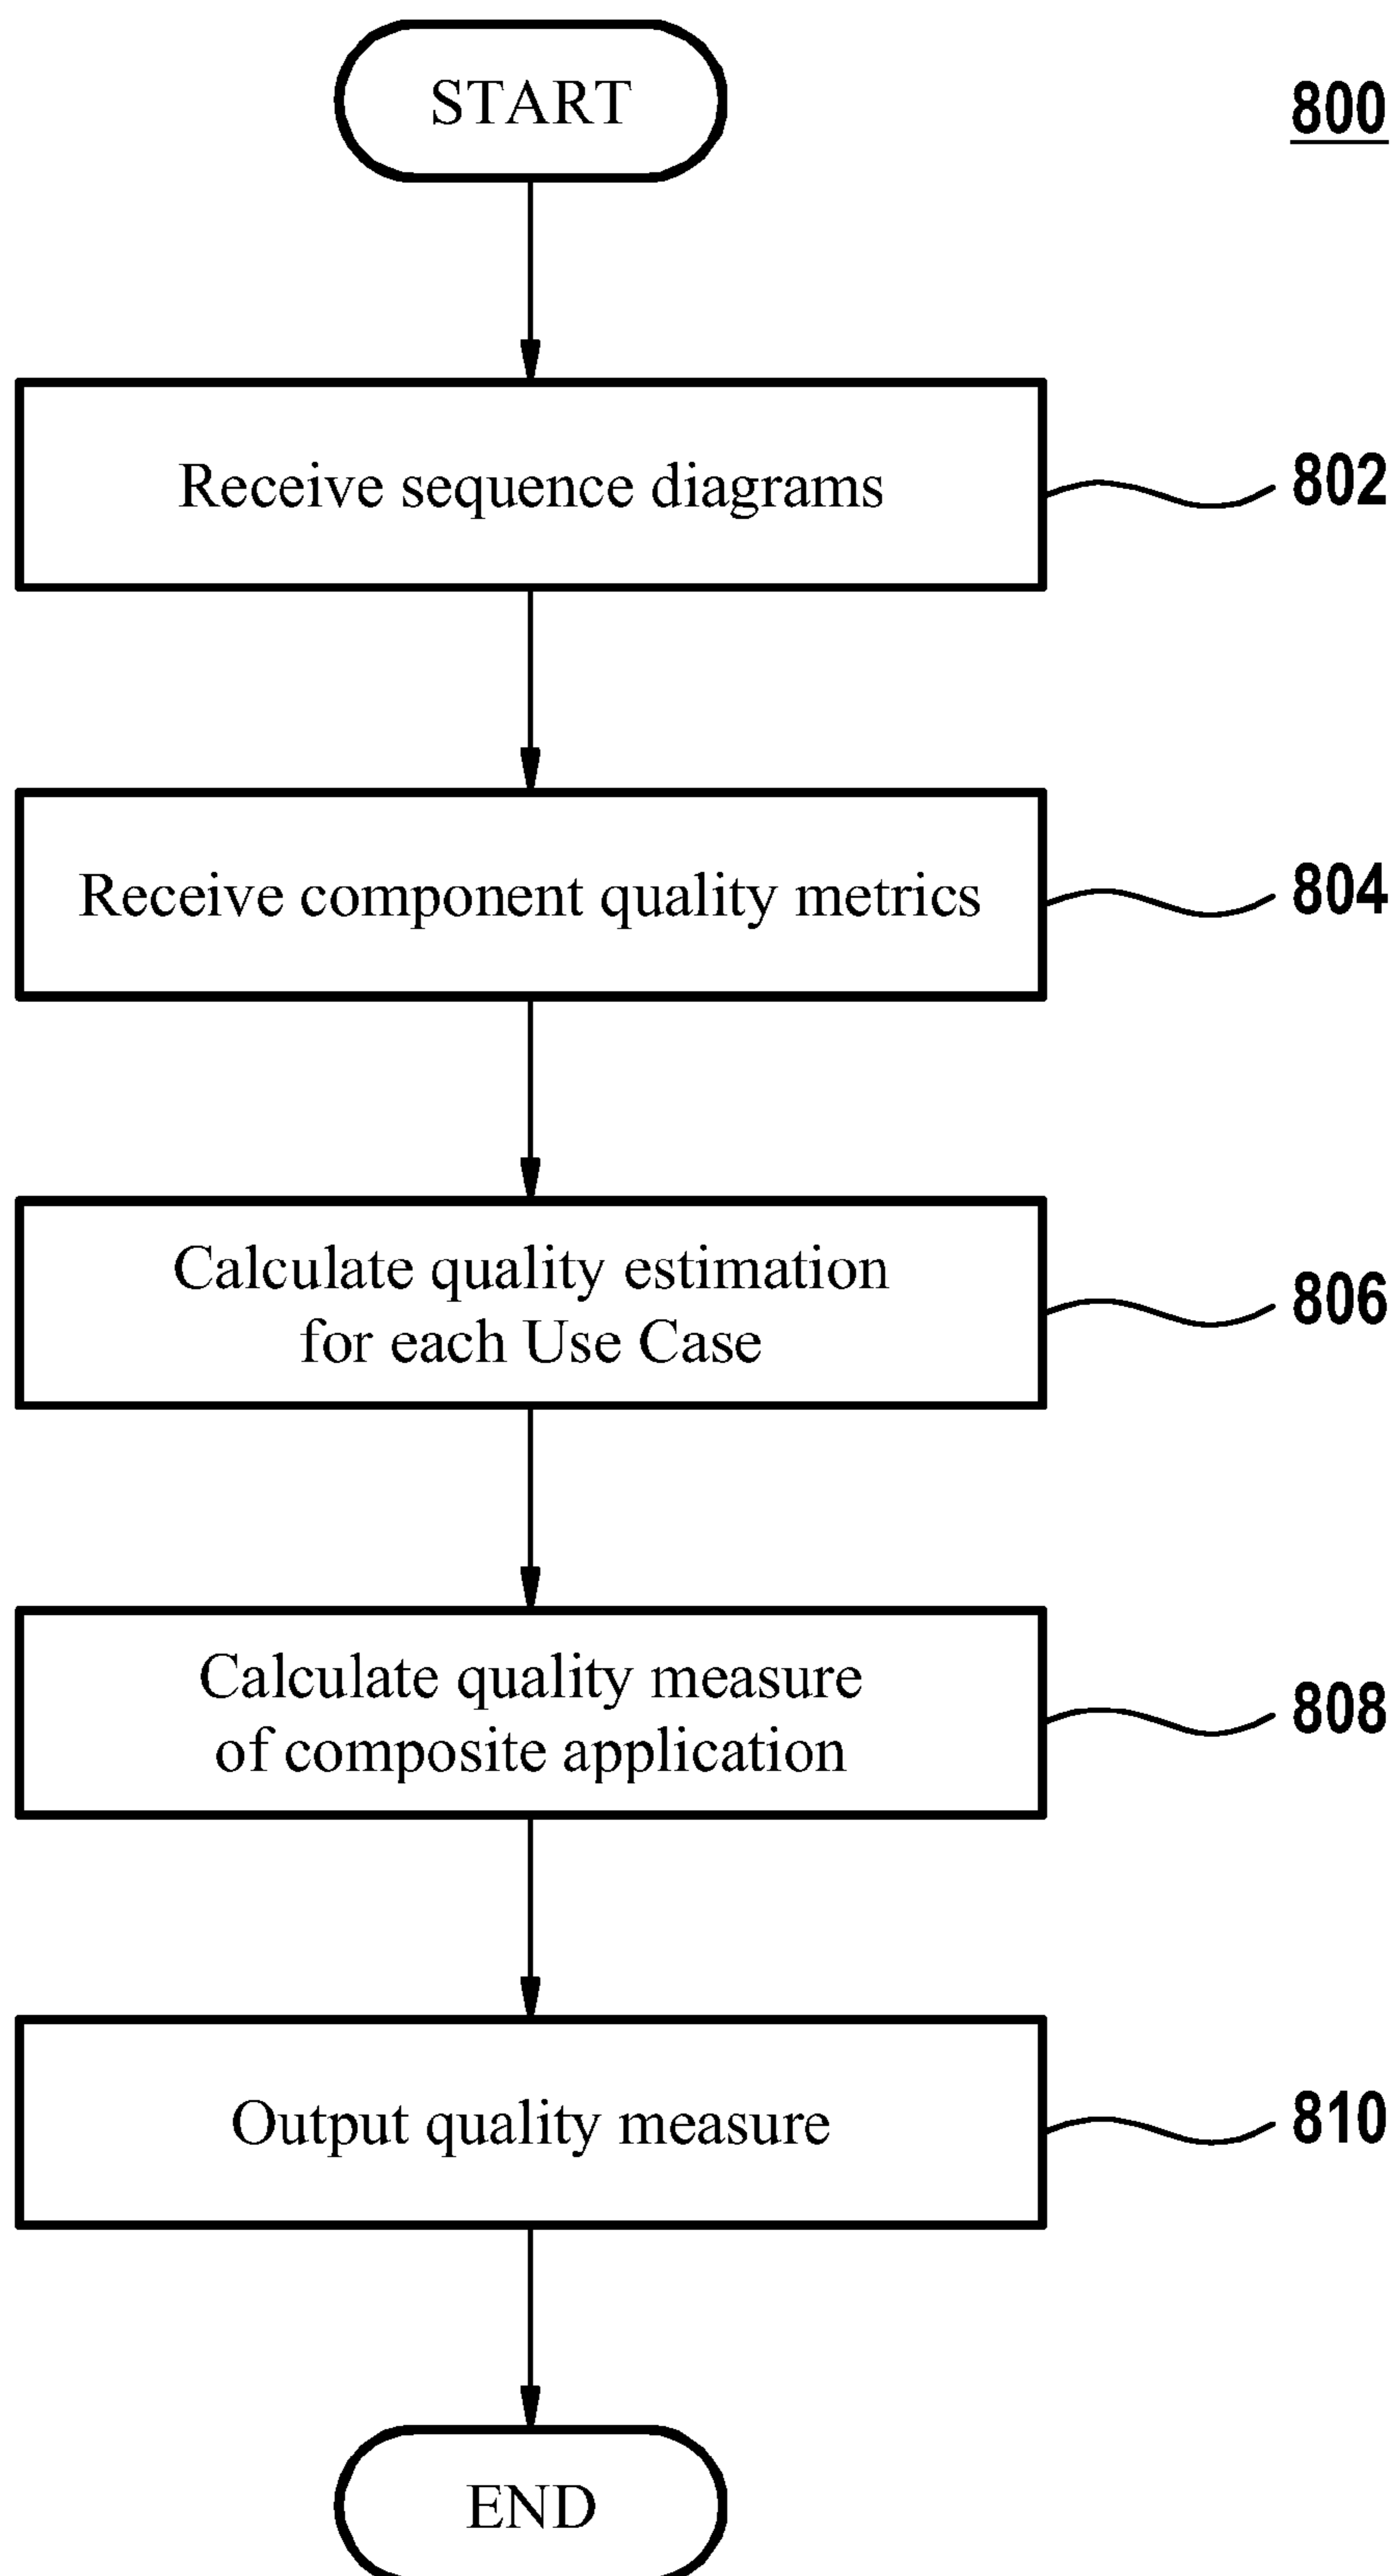 START
800
Receive sequence diagrams
802
Receive component quality metrics
804
Calculate quality estimation
for each Use Case
806
Calculate quality measure
of composite application
808
Output quality measure
810
END